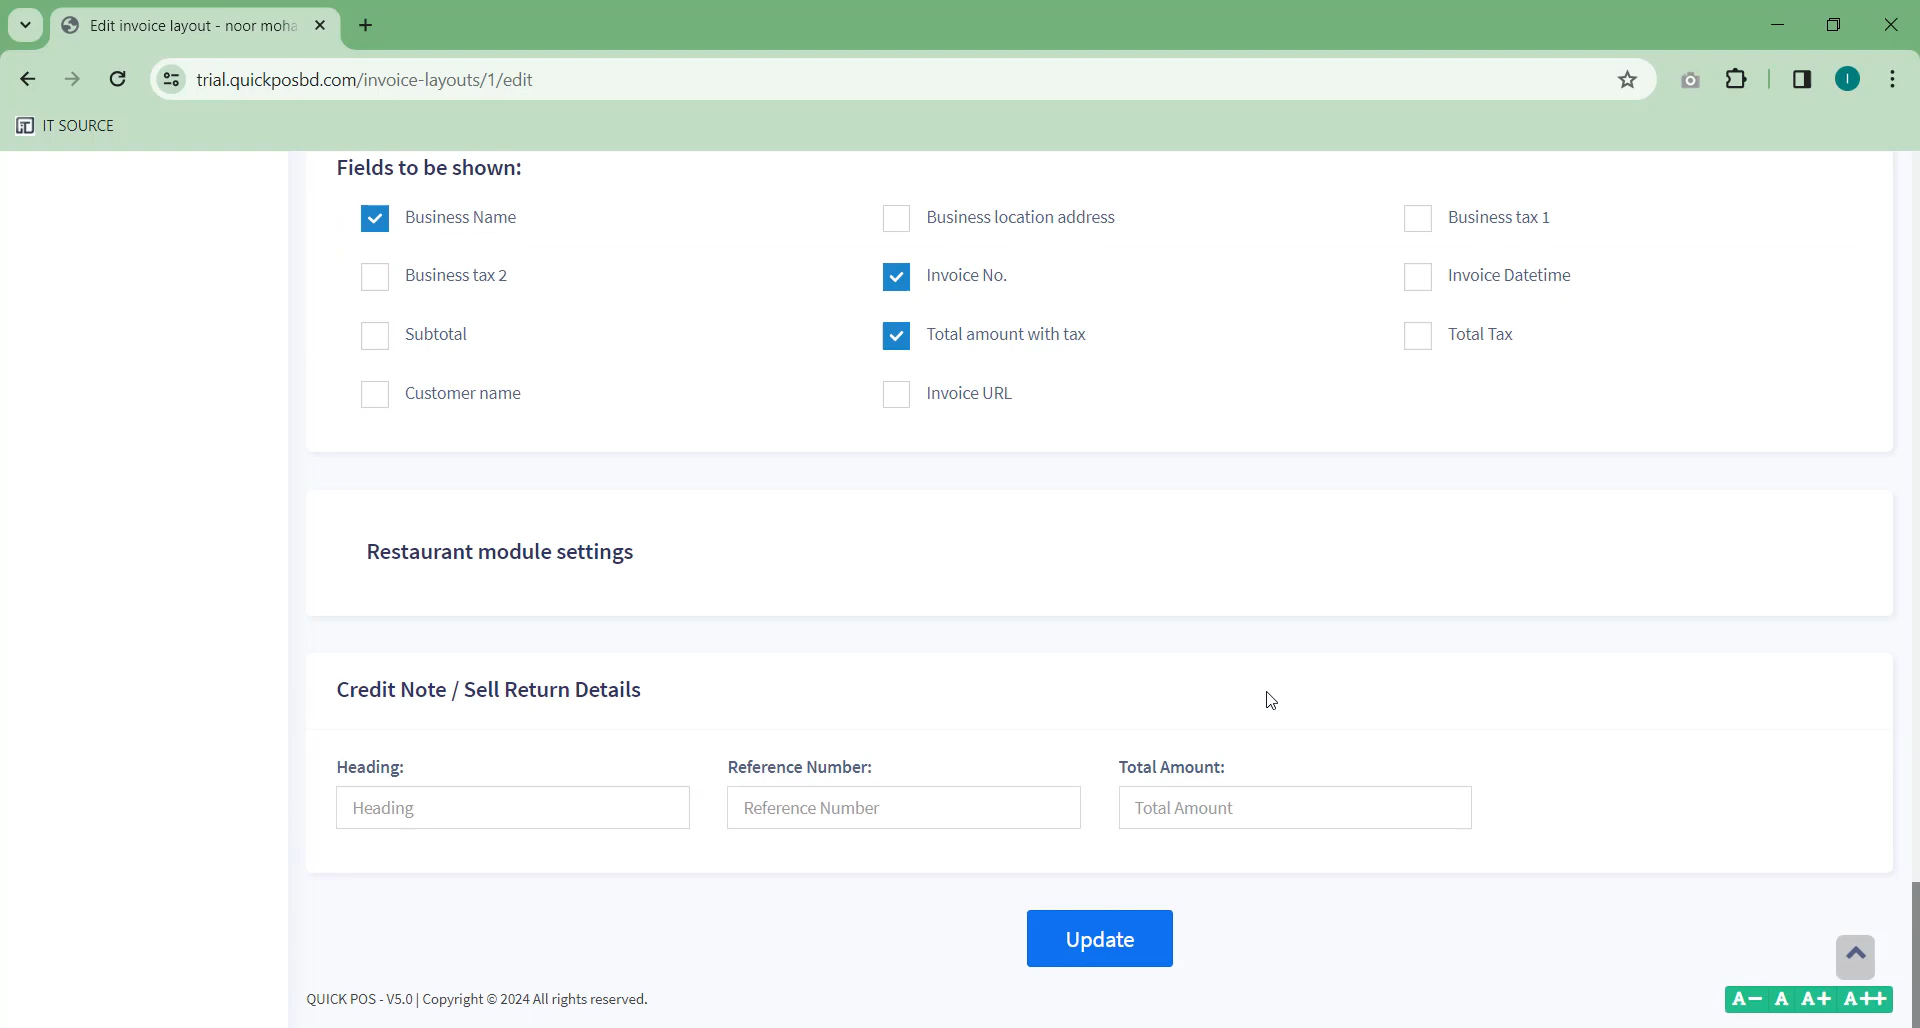 Edit invoice layout - noor moha
trial.quickposbd.com/invoice-layouts/1/edit
I
iT IT SOURCE
Fields to be shown:
Business Name
Business location address
Business tax 1
Business tax 2
Invoice No.
Invoice Datetime
Subtotal
Total amount with tax
Total Tax
Customer name
Invoice URL
Restaurant module settings
Credit Note / Sell Return Details
Heading:
Reference Number:
Total Amount:
Heading
Reference Number
Total Amount
Update
QUICK POS - V5.0 | Copyright © 2024 All rights reserved.
A− A A+ A++